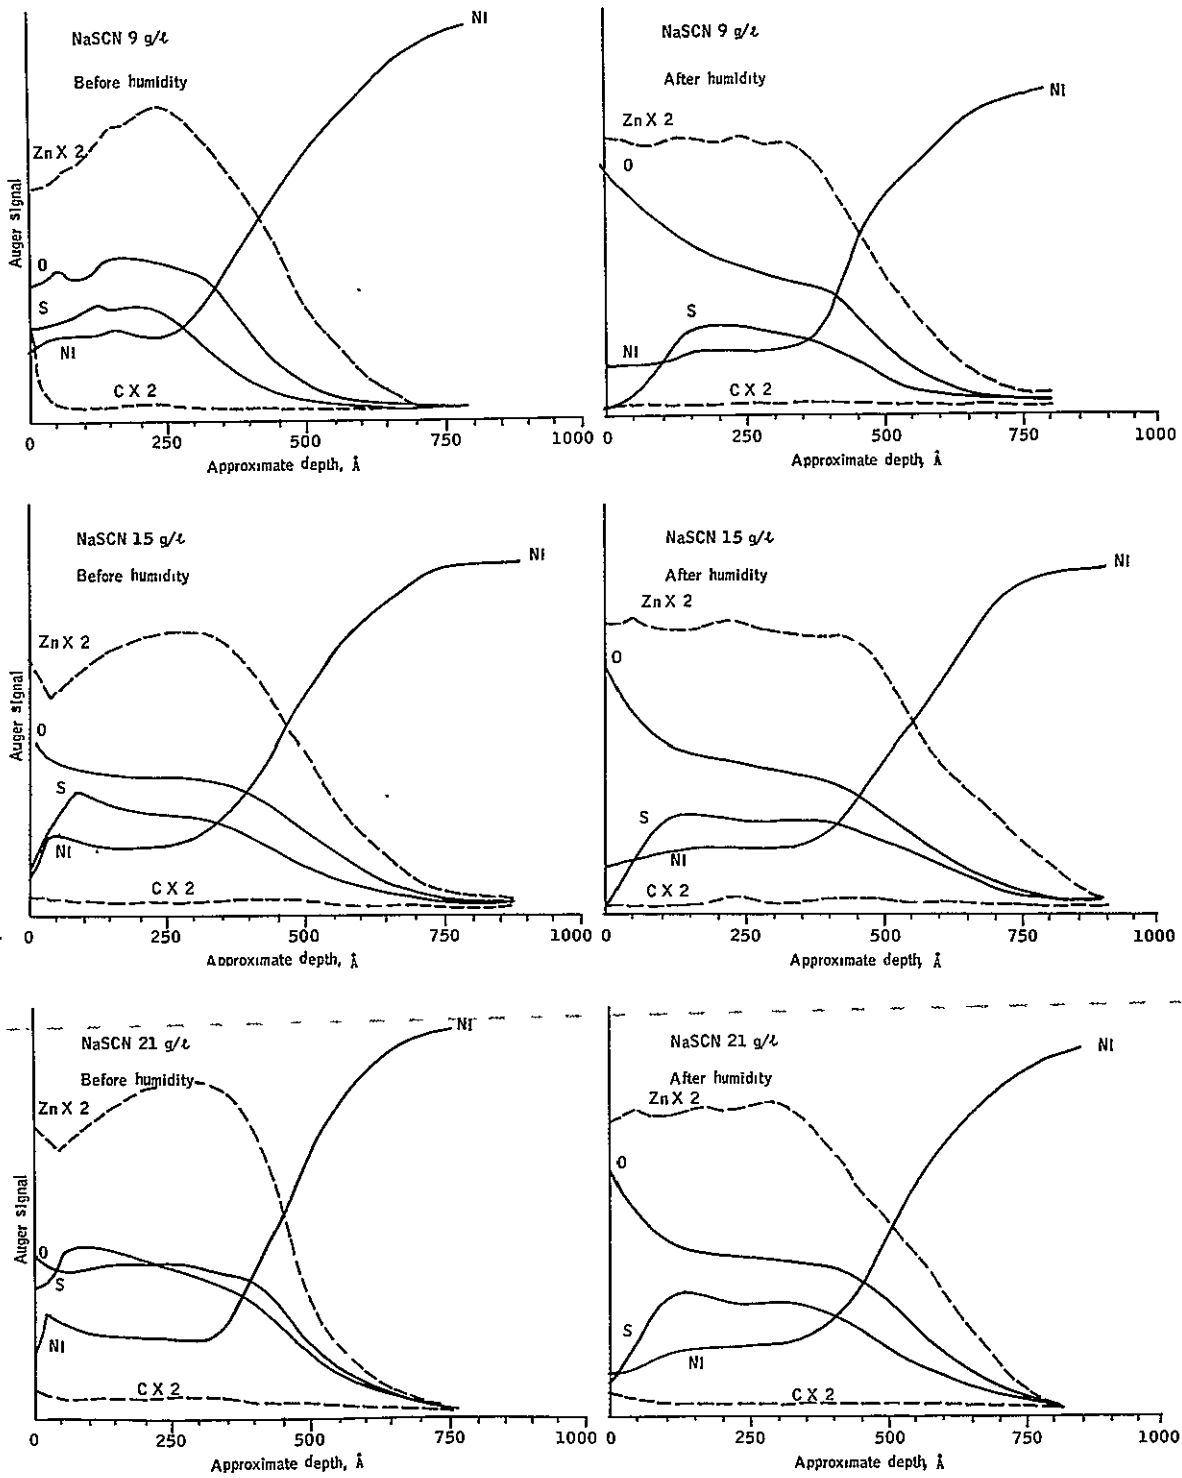 NaSCN 9 g/ℓ
Before humidity
Ni
Zn X 2
O
S
Ni
C X 2
Auger signal
0 250 500 750 1000
Approximate depth, Å
NaSCN 9 g/ℓ
After humidity
Ni
Zn X 2
O
S
Ni
C X 2
0 250 500 750 1000
Approximate depth, Å
NaSCN 15 g/ℓ
Before humidity
Ni
Zn X 2
O
S
Ni
C X 2
Auger signal
0 250 500 750 1000
Approximate depth, Å
NaSCN 15 g/ℓ
After humidity
Ni
Zn X 2
O
S
Ni
C X 2
0 250 500 750 1000
Approximate depth, Å
Ni
NaSCN 21 g/ℓ
Before humidity
Zn X 2
O
S
Ni
C X 2
Auger signal
0 250 500 750 1000
Approximate depth, Å
NaSCN 21 g/ℓ
After humidity
Ni
Zn X 2
O
S
Ni
C X 2
0 250 500 750 1000
Approximate depth, Å